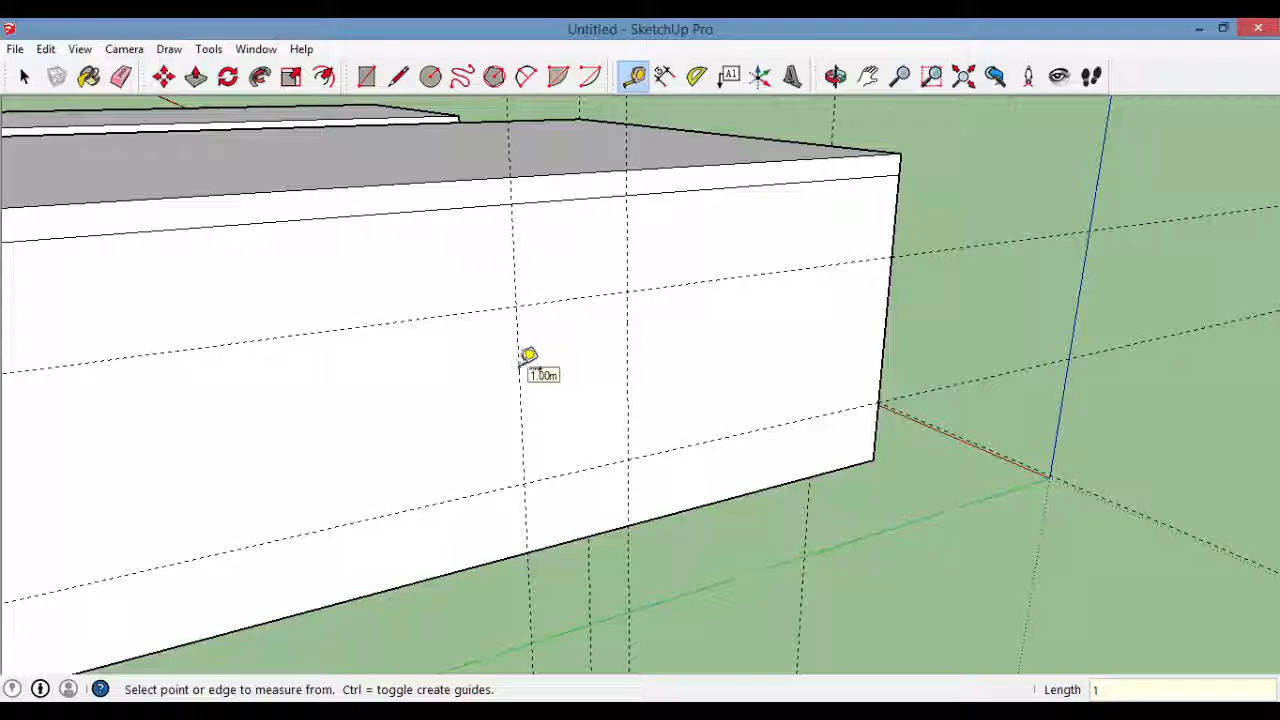 Untitled - SketchUp Pro
File Edit View Camera Draw Tools Window Help
A1
1.00m
Select point or edge to measure from. Ctrl = toggle create guides.
Length 1